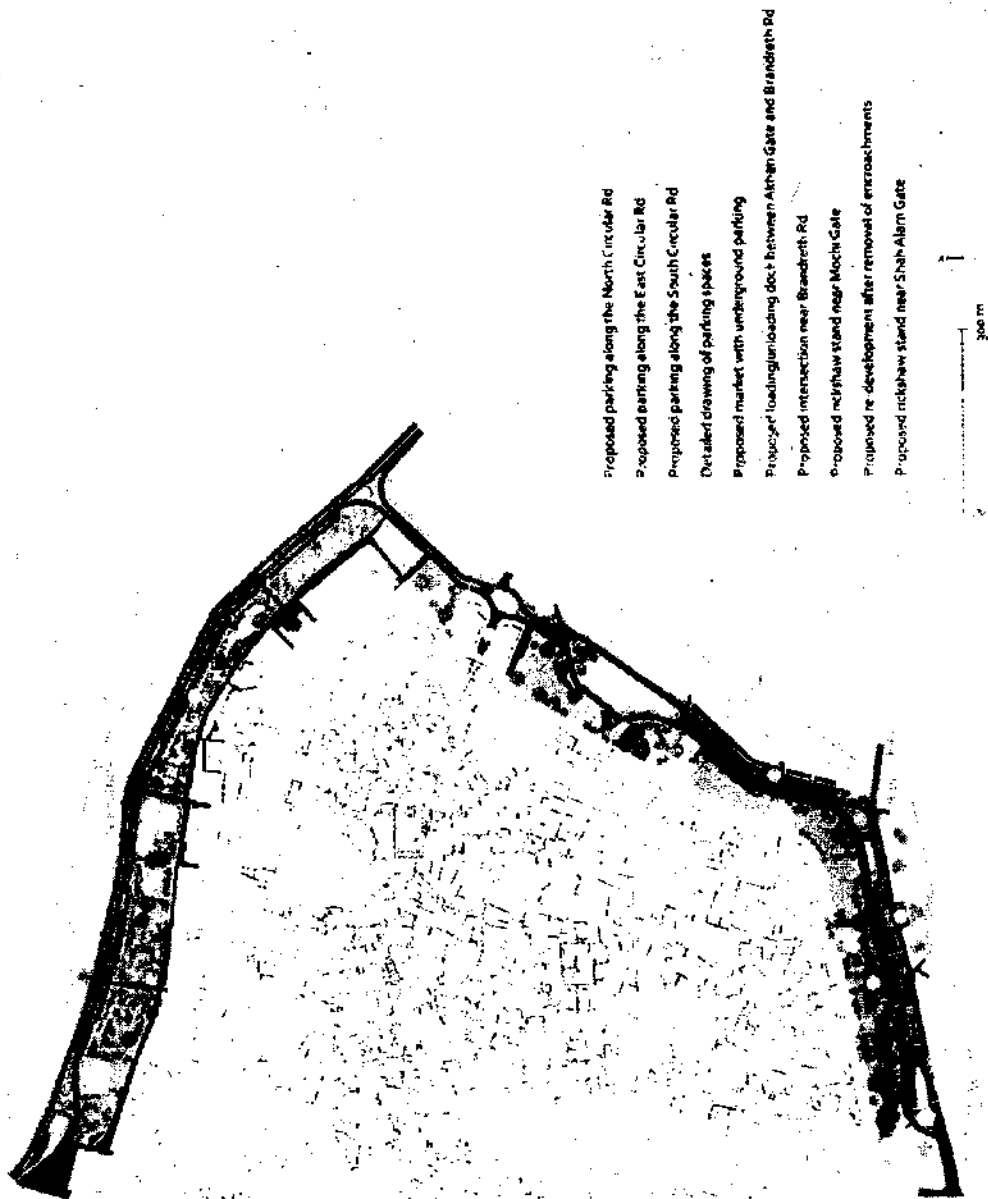 Proposed parking along the North Circular Rd
Proposed parking along the East Circular Rd
Proposed parking along the South Circular Rd
Detailed drawing of parking spaces
Proposed market with underground parking
Proposed loading/unloading dock between Akbari Gate and Brandreth Rd
Proposed intersection near Brandreth Rd
Proposed rickshaw stand near Mochi Gate
Proposed re-development after removal of encroachments
Proposed rickshaw stand near Shah Alam Gate
300 m